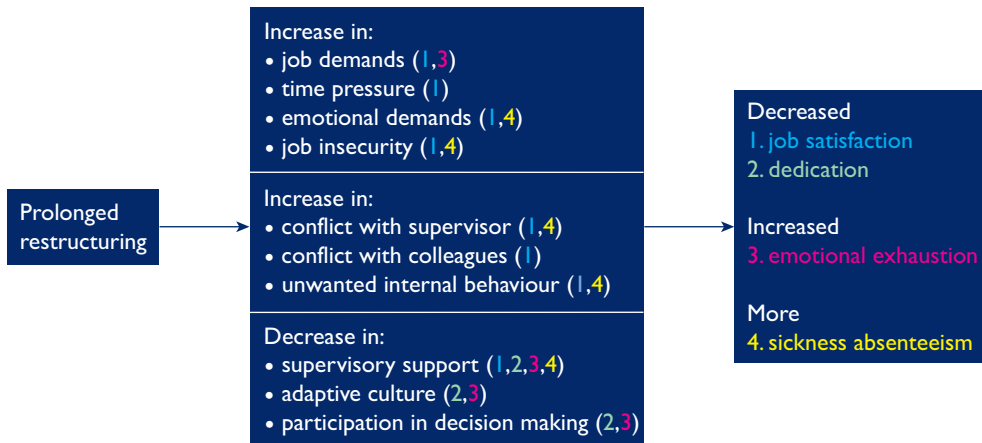 Prolonged
restructuring
Increase in:
• job demands (1,3)
• time pressure (1)
• emotional demands (1,4)
• job insecurity (1,4)
Increase in:
• conflict with supervisor (1,4)
• conflict with colleagues (1)
• unwanted internal behaviour (1,4)
Decrease in:
• supervisory support (1,2,3,4)
• adaptive culture (2,3)
• participation in decision making (2,3)
Decreased
1. job satisfaction
2. dedication
Increased
3. emotional exhaustion
More
4. sickness absenteeism